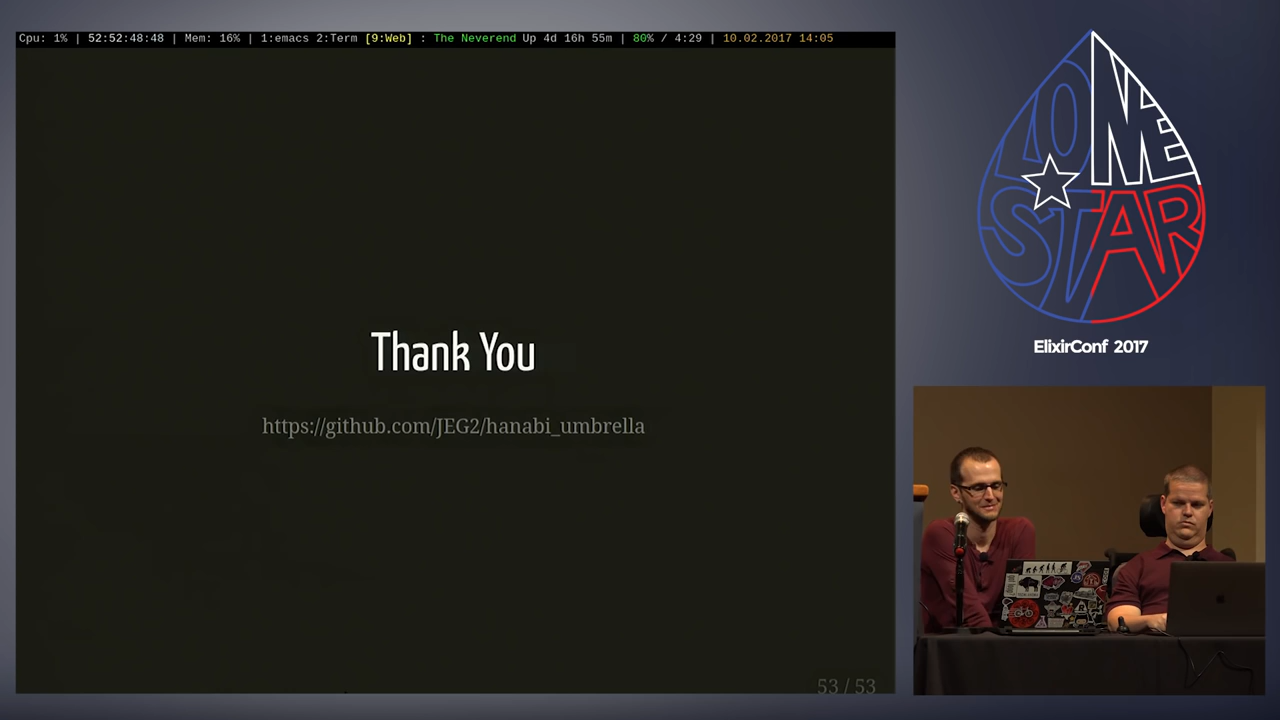 Cpu: 1% | 52:52:48:48 | Mem: 16% | 1:emacs 2:Term [9:Web] : The Neverend Up 4d 16h 55m | 80% / 4:29 | 10.02.2017 14:05
Thank You
https://github.com/JEG2/hanabi_umbrella
53 / 53
LONE
STAR
ElixirConf 2017